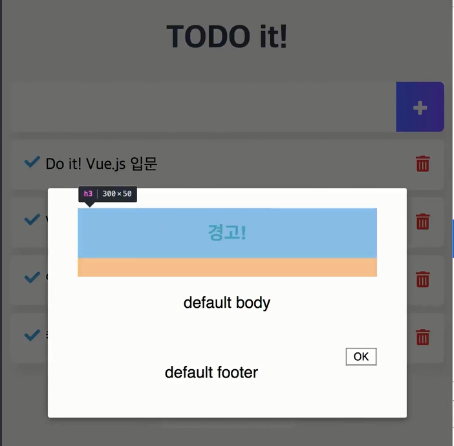 TODO it!
+
Do it! Vue.js 입문
h3 | 300×50
경고!
default body
OK
default footer